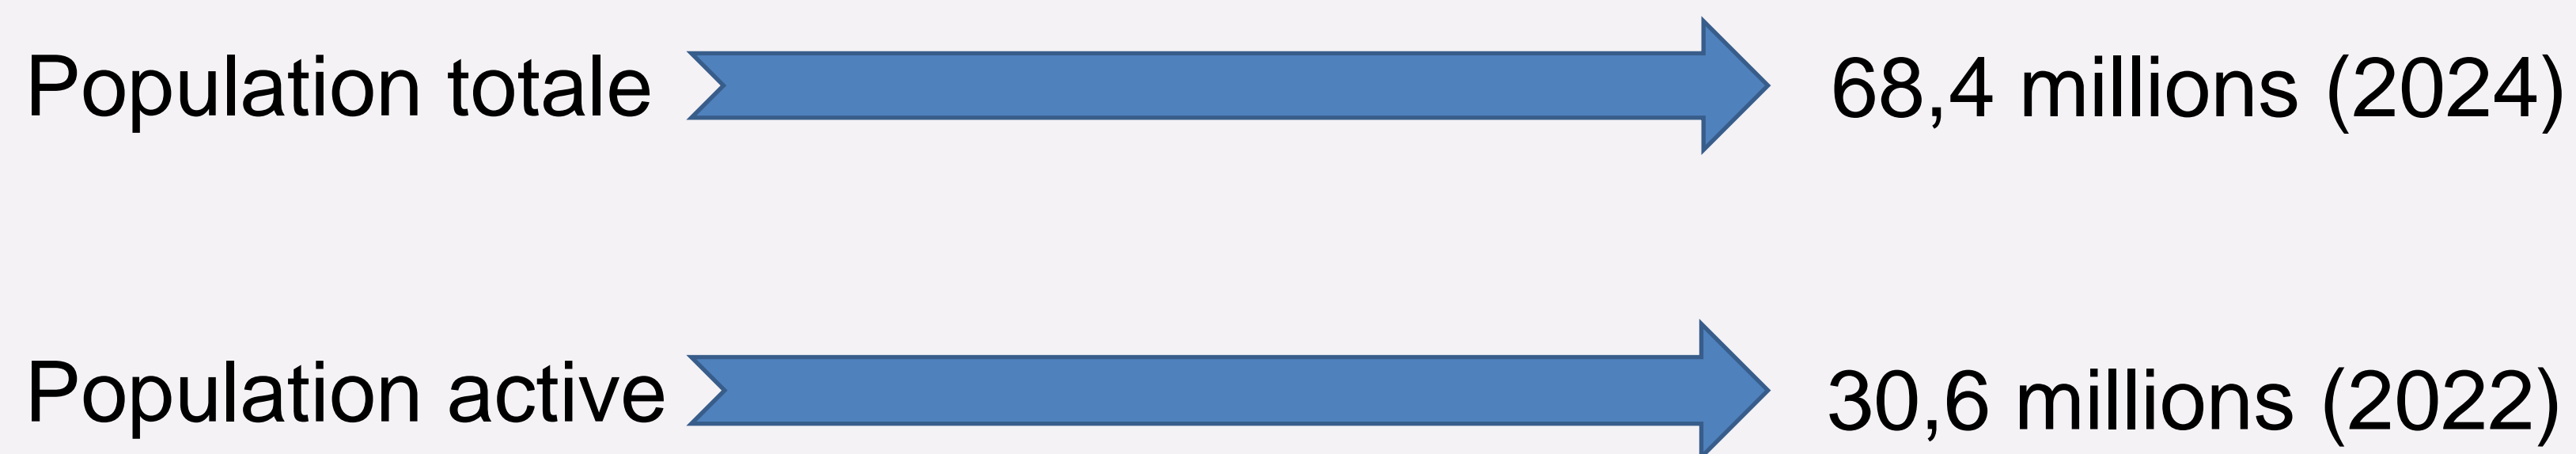 Population totale 68,4 millions (2024)
Population active 30,6 millions (2022)